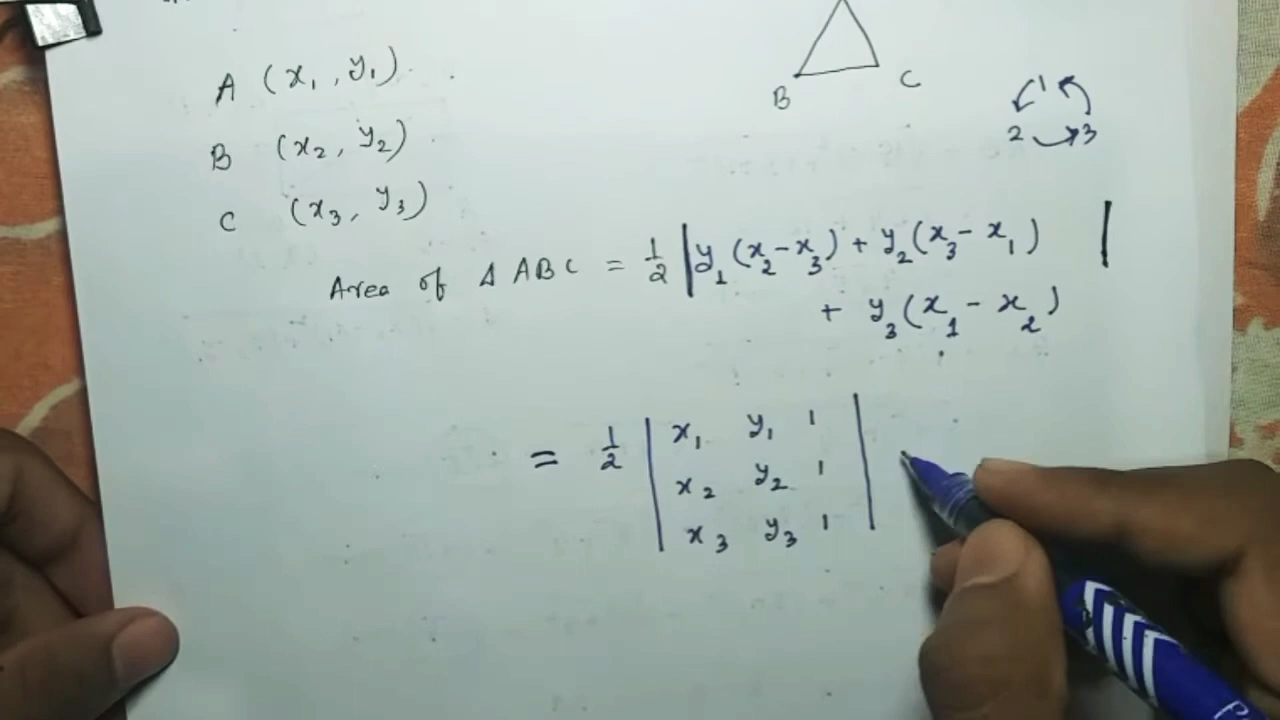 A (x₁, y₁)
B (x₂, y₂)
C (x₃, y₃)
B C
1
2 3
Area of Δ ABC = 1/2 | y₁(x₂ - x₃) + y₂(x₃ - x₁) |
+ y₃(x₁ - x₂)
= 1/2 | x₁ y₁ 1 |
x₂ y₂ 1
x₃ y₃ 1